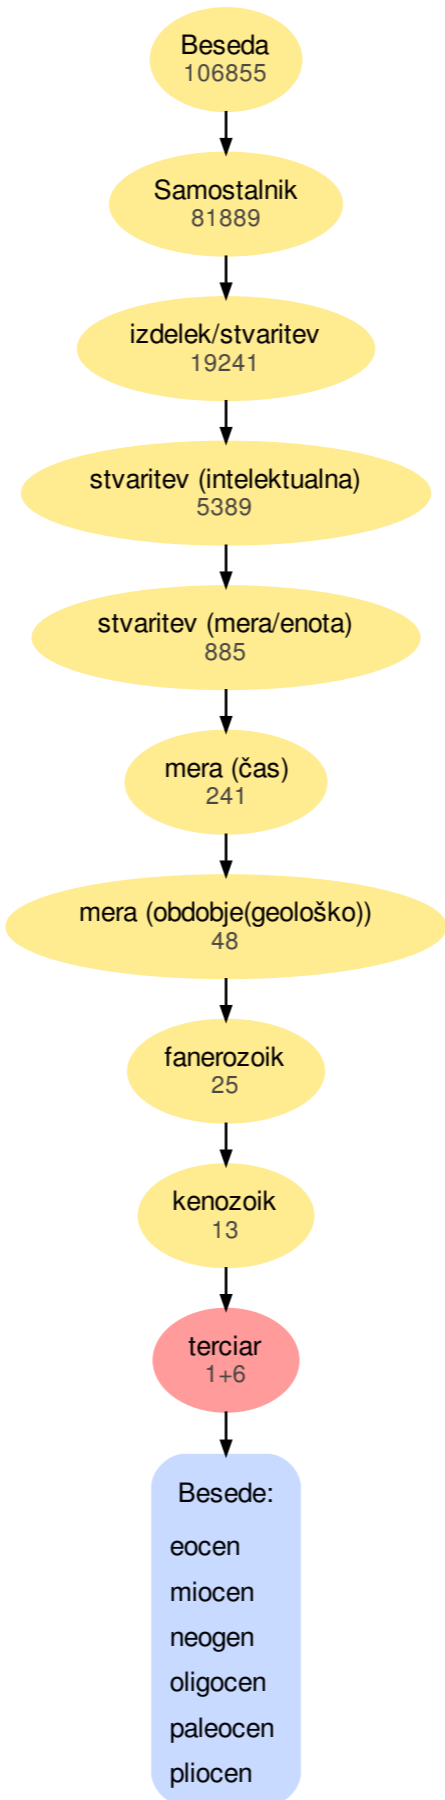 Beseda
106855
Samostalnik
81889
izdelek/stvaritev
19241
stvaritev (intelektualna)
5389
stvaritev (mera/enota)
885
mera (čas)
241
mera (obdobje(geološko))
48
fanerozoik
25
kenozoik
13
terciar
1+6
Besede:
eocen
miocen
neogen
oligocen
paleocen
pliocen